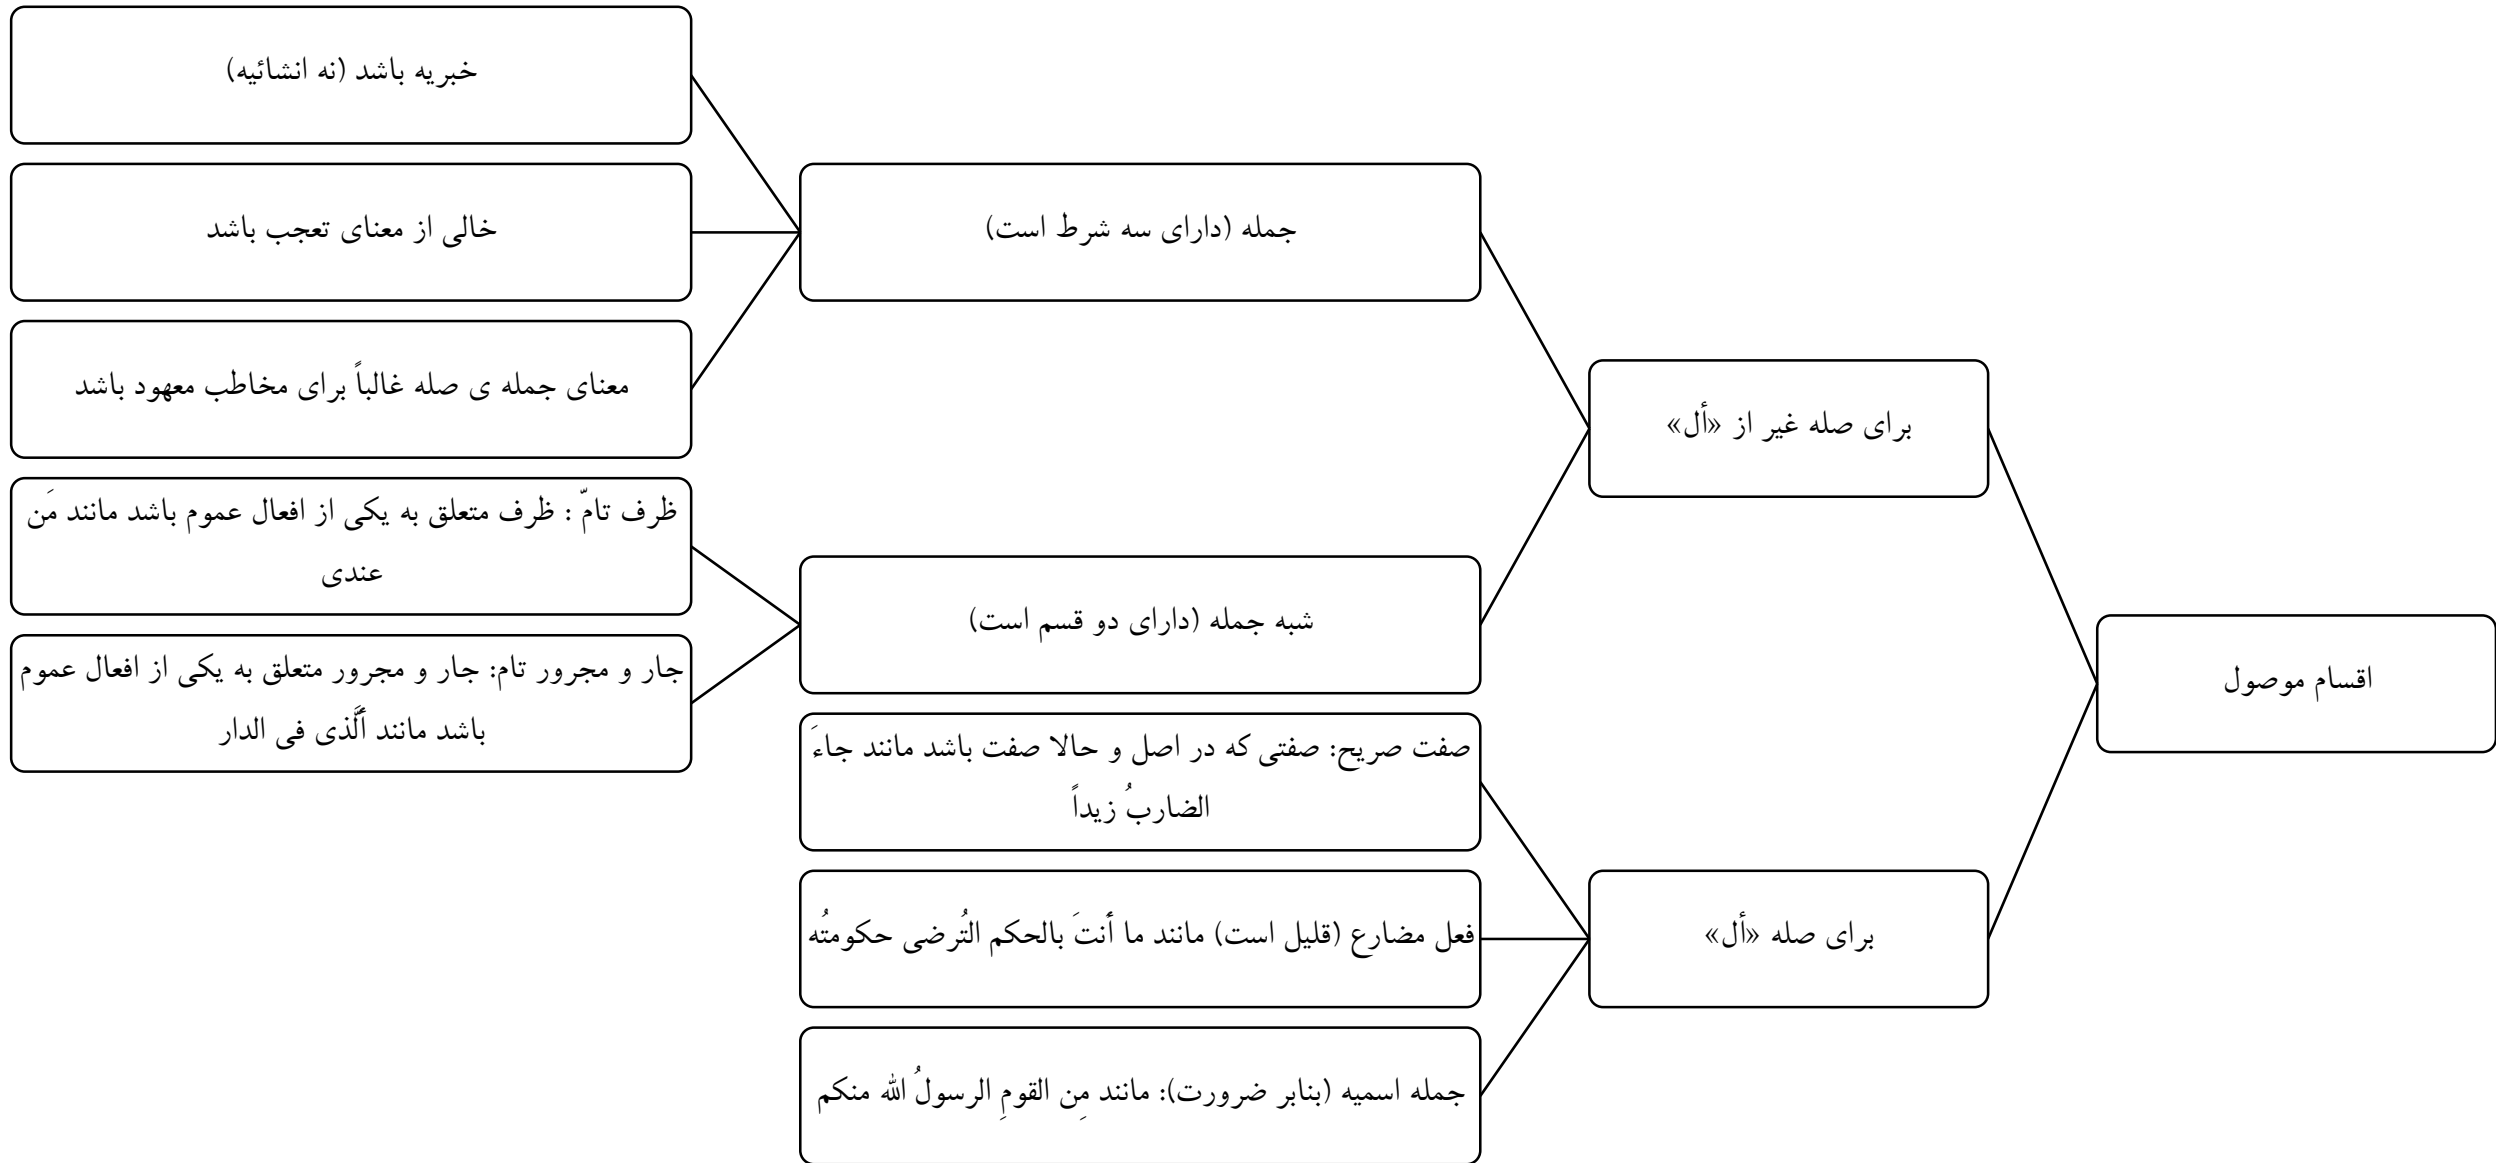 اقسام موصول
برای صله غیر از «أل»
جمله (دارای سه شرط است)
خبریه باشد (نه انشائیه)
خالی از معنای تعجب باشد
معنای جمله ی صله غالباً برای مخاطب معهود باشد
شبه جمله (دارای دو قسم است)
ظرف تامّ : ظرف متعلق به یکی از افعال عموم باشد مانند مَن
عندی
جار و مجرور تام: جار و مجرور متعلق به یکی از افعال عموم
باشد مانند ألَّذی فی الدار
برای صله «أل»
صفت صریح: صفتی که در اصل و حالا صفت باشد مانند جاءَ
الضاربُ زیداً
فعل مضارع (قلیل است) مانند ما أنتَ بالحکم التُرضی حکومتُه
جمله اسمیه (بنابر ضرورت): مانند مِن القومِ الرسولُ الله منکم